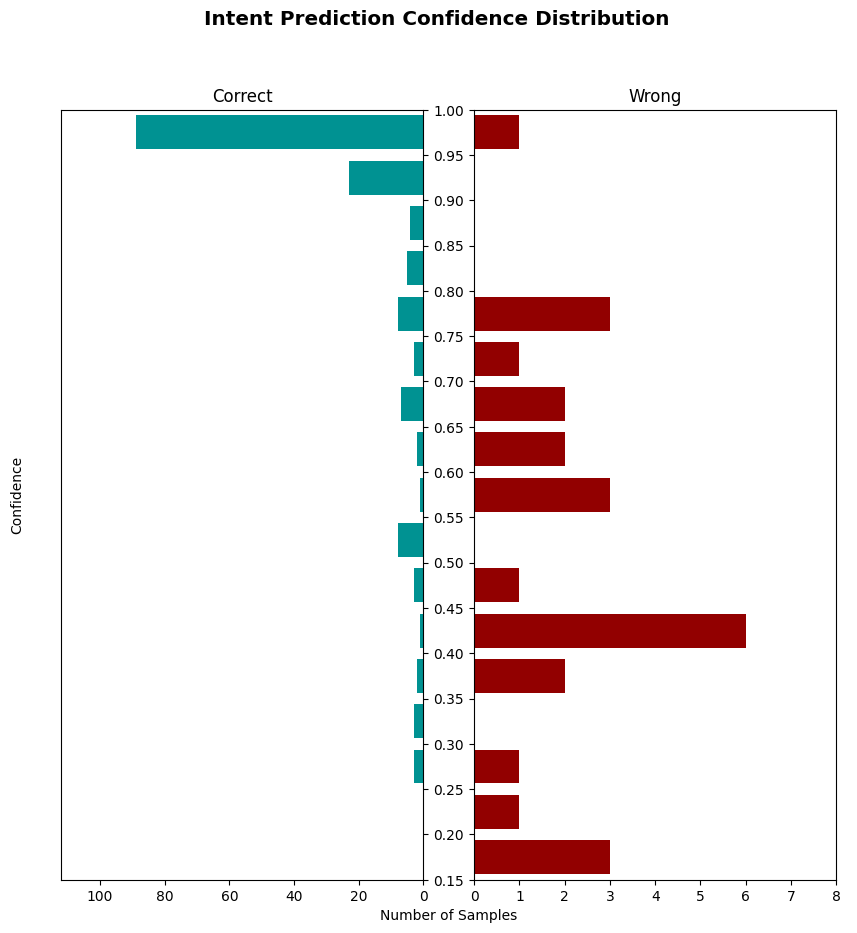 Intent Prediction Confidence Distribution
Correct
Wrong
Confidence
1.00
0.95
0.90
0.85
0.80
0.75
0.70
0.65
0.60
0.55
0.50
0.45
0.40
0.35
0.30
0.25
0.20
0.15
100 80 60 40 20 0
0 1 2 3 4 5 6 7 8
Number of Samples